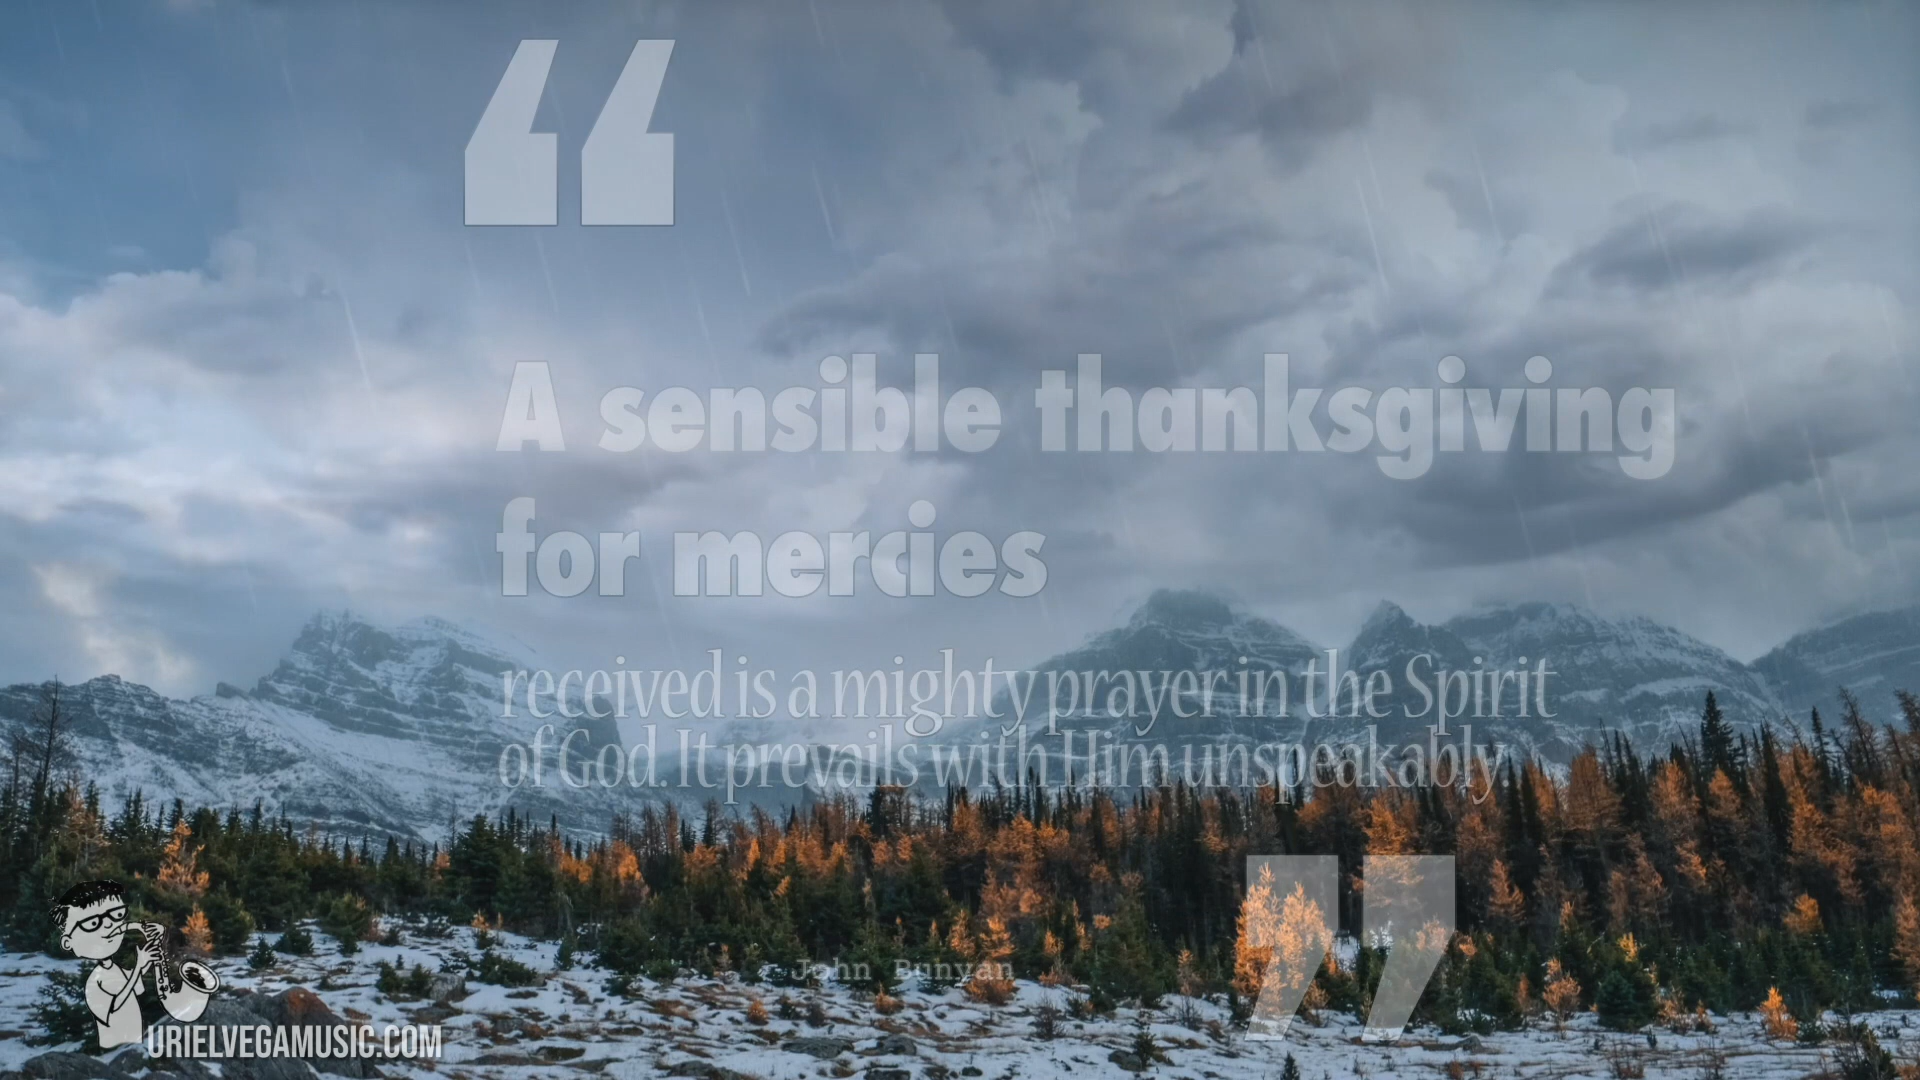 “
A sensible thanksgiving
for mercies
received is a mighty prayer in the Spirit
of God. It prevails with Him unspeakably.
”
John Bunyan
URIELVEGAMUSIC.COM